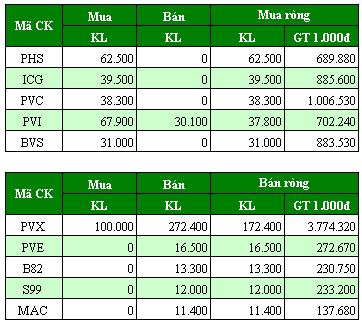 Mã CK Mua Bán Mua ròng
KL KL KL GT 1.000đ
PHS 62.500 0 62.500 689.880
ICG 39.500 0 39.500 885.600
PVC 38.300 0 38.300 1.006.530
PVI 67.900 30.100 37.800 702.240
BVS 31.000 0 31.000 883.530
Mã CK Mua Bán Bán ròng
KL KL KL GT 1.000đ
PVX 100.000 272.400 172.400 3.774.320
PVE 0 16.500 16.500 272.670
B82 0 13.300 13.300 230.750
S99 0 12.000 12.000 233.200
MAC 0 11.400 11.400 137.680